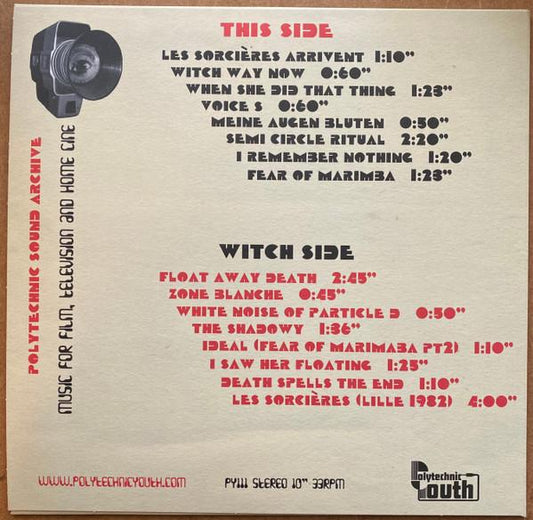 THIS SIDE
LES SORCIÈRES ARRIVENT 1:10"
WITCH WAY NOW 0:60"
WHEN SHE DID THAT THING 1:23"
VOICE S 0:60"
MEINE AUGEN BLUTEN 0:50"
SEMI CIRCLE RITUAL 2:20"
I REMEMBER NOTHING 1:20"
FEAR OF MARIMBA 1:23"
POLYTECHNIC SOUND ARCHIVE
MUSIC FOR FILM, TELEVISION AND HOME CINE
WITCH SIDE
FLOAT AWAY DEATH 2:45"
ZONE BLANCHE 0:45"
WHITE NOISE OF PARTICLE D 0:50"
THE SHADOWY 1:36"
IDEAL (FEAR OF MARIMABA PT2) 1:10"
I SAW HER FLOATING 1:25"
DEATH SPELLS THE END 1:10"
LES SORCIÈRES (LILLE 1982) 4:00"
WWW.POLYTECHNICYOUTH.COM
PY111 STEREO 10" 33RPM
Polytechnic
Youth